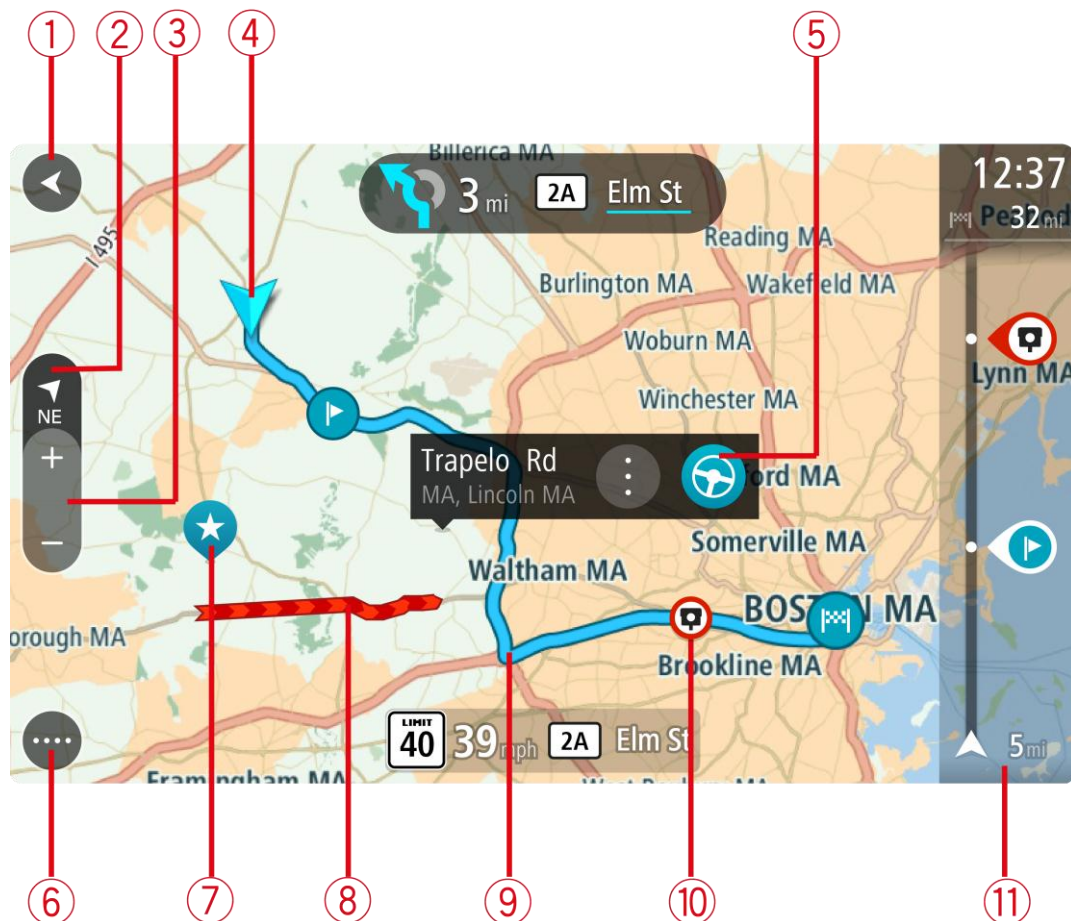 ① ② ③ ④ ⑤
Billerica MA
12:37
3 mi 2A Elm St
32 mi
Peabod
I 495
Reading MA
Burlington MA
Wakefield MA
Woburn MA
Lynn MA
NE
Winchester MA
+
Trapelo Rd
MA, Lincoln MA
ford MA
−
Somerville MA
Waltham MA
BOSTON MA
orough MA
Brookline MA
LIMIT
40 39 mph 2A Elm St
5 mi
Framingham MA
⑥ ⑦ ⑧ ⑨ ⑩ ⑪